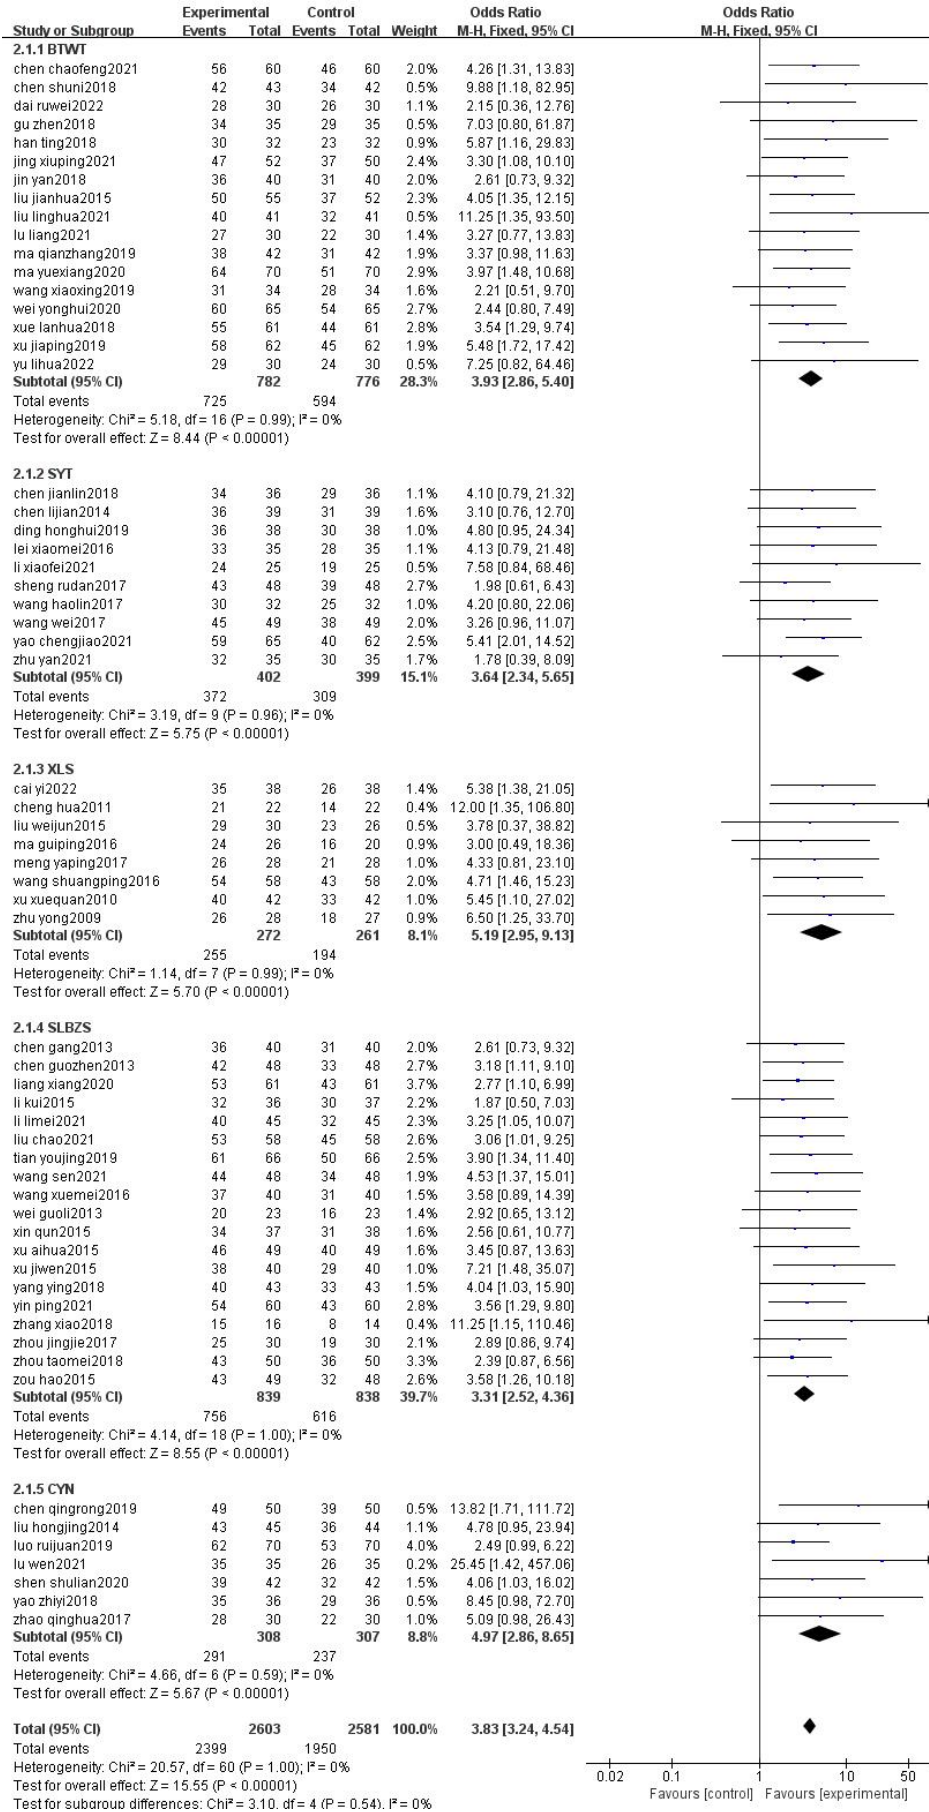 Experimental Control Odds Ratio Odds Ratio
Study or Subgroup Events Total Events Total Weight M-H, Fixed, 95% CI M-H, Fixed, 95% CI
2.1.1 BTWT
chen chaofeng2021 56 60 46 60 2.0% 4.26 [1.31, 13.83]
chen shuni2018 42 43 34 42 0.5% 9.88 [1.18, 82.95]
dai ruwei2022 28 30 26 30 1.1% 2.15 [0.36, 12.76]
gu zhen2018 34 35 29 35 0.5% 7.03 [0.80, 61.87]
han ting2018 30 32 23 32 0.9% 5.87 [1.16, 29.83]
jing xiuping2021 47 52 37 50 2.4% 3.30 [1.08, 10.10]
jin yan2018 36 40 31 40 2.0% 2.61 [0.73, 9.32]
liu jianhua2015 50 55 37 52 2.3% 4.05 [1.35, 12.15]
liu linghua2021 40 41 32 41 0.5% 11.25 [1.35, 93.50]
lu liang2021 27 30 22 30 1.4% 3.27 [0.77, 13.83]
ma qianzhang2019 38 42 31 42 1.9% 3.37 [0.98, 11.63]
ma yuexiang2020 64 70 51 70 2.9% 3.97 [1.48, 10.68]
wang xiaoxing2019 31 34 28 34 1.6% 2.21 [0.51, 9.70]
wei yonghui2020 60 65 54 65 2.8% 2.44 [0.80, 7.49]
xue lanhua2018 55 61 44 61 2.8% 3.54 [1.29, 9.74]
xu jiaping2019 58 62 45 62 2.0% 5.48 [1.72, 17.42]
yu lihua2022 29 30 24 30 0.5% 7.25 [0.82, 64.46]
Subtotal (95% CI) 782 776 28.3% 3.93 [2.86, 5.40]
Total events 725 594
Heterogeneity: Chi² = 5.18, df = 16 (P = 0.99); I² = 0%
Test for overall effect: Z = 8.44 (P < 0.00001)
2.1.2 SYT
chen jianlin2018 34 36 29 36 1.1% 4.10 [0.79, 21.32]
chen lijian2014 36 39 31 39 1.6% 3.10 [0.76, 12.70]
ding honghui2019 36 38 30 38 1.1% 4.80 [0.95, 24.34]
lei xiaomei2016 33 35 28 35 1.1% 4.13 [0.79, 21.48]
li xiaofei2021 24 25 19 25 0.5% 7.58 [0.84, 68.46]
sheng rudan2017 43 48 39 48 2.7% 1.98 [0.61, 6.43]
wang haolin2017 30 32 25 32 1.0% 4.20 [0.80, 22.06]
wang wei2017 45 49 38 49 2.0% 3.26 [0.96, 11.07]
yao chengjiao2021 59 65 40 62 2.5% 5.41 [2.01, 14.52]
zhu yan2021 32 35 30 35 1.7% 1.78 [0.39, 8.09]
Subtotal (95% CI) 402 399 15.1% 3.64 [2.34, 5.65]
Total events 372 309
Heterogeneity: Chi² = 3.19, df = 9 (P = 0.96); I² = 0%
Test for overall effect: Z = 5.75 (P < 0.00001)
2.1.3 XLS
cai yi2022 35 38 26 38 1.4% 5.38 [1.38, 21.05]
cheng hua2011 21 22 14 22 0.4% 12.00 [1.35, 106.80]
liu weijun2015 29 30 23 26 0.5% 3.78 [0.37, 38.82]
ma guiping2016 24 26 16 20 0.9% 3.00 [0.49, 18.36]
meng yaping2017 26 28 21 28 1.0% 4.33 [0.81, 23.10]
wang shuangping2016 54 58 43 58 2.0% 4.71 [1.46, 15.23]
xu xuequan2010 40 42 33 42 1.0% 5.45 [1.10, 27.02]
zhu yong2009 26 28 18 27 0.9% 6.50 [1.25, 33.70]
Subtotal (95% CI) 272 261 8.1% 5.19 [2.95, 9.13]
Total events 255 194
Heterogeneity: Chi² = 1.14, df = 7 (P = 0.99); I² = 0%
Test for overall effect: Z = 5.70 (P < 0.00001)
2.1.4 SLBZS
chen gang2013 36 40 31 40 2.0% 2.61 [0.73, 9.32]
chen guozhen2013 42 48 33 48 2.7% 3.18 [1.11, 9.10]
liang xiang2020 53 61 43 61 3.7% 2.77 [1.10, 6.99]
li kui2015 32 36 30 37 2.2% 1.87 [0.50, 7.03]
li limei2021 40 45 32 45 2.3% 3.25 [1.05, 10.07]
liu chao2021 53 58 45 58 2.6% 3.06 [1.01, 9.25]
tian youjing2019 61 66 50 66 2.5% 3.90 [1.34, 11.40]
wang sen2021 44 48 34 48 1.9% 4.53 [1.37, 15.01]
wang xuemei2016 37 40 31 40 1.5% 3.58 [0.89, 14.39]
wei guoli2013 20 23 16 23 1.4% 2.92 [0.65, 13.12]
xin qun2015 34 37 31 38 1.6% 2.56 [0.61, 10.77]
xu aihua2015 46 49 40 49 1.6% 3.45 [0.87, 13.63]
xu jiwen2015 38 40 29 40 1.0% 7.21 [1.48, 35.07]
yang ying2018 40 43 33 43 1.5% 4.04 [1.03, 15.90]
yin ping2021 54 60 43 60 2.8% 3.56 [1.29, 9.80]
zhang xiao2018 15 16 8 14 0.4% 11.25 [1.15, 110.46]
zhou jingjie2017 25 30 19 30 2.1% 2.89 [0.86, 9.74]
zhou taomei2018 43 50 36 50 3.3% 2.39 [0.87, 6.56]
zou hao2015 43 49 32 48 2.6% 3.58 [1.26, 10.18]
Subtotal (95% CI) 839 838 39.7% 3.31 [2.52, 4.36]
Total events 756 616
Heterogeneity: Chi² = 4.14, df = 18 (P = 1.00); I² = 0%
Test for overall effect: Z = 8.55 (P < 0.00001)
2.1.5 CYN
chen qingrong2019 49 50 39 50 0.5% 13.82 [1.71, 111.72]
liu hongjing2014 43 45 36 44 1.1% 4.78 [0.95, 23.94]
luo ruijuan2019 62 70 53 70 4.0% 2.49 [0.99, 6.22]
lu wen2021 35 35 26 35 0.2% 25.45 [1.42, 457.06]
shen shulian2020 39 42 32 42 1.5% 4.06 [1.03, 16.02]
yao zhiyi2018 35 36 29 36 0.5% 8.45 [0.98, 72.70]
zhao qinghua2017 28 30 22 30 1.0% 5.09 [0.98, 26.43]
Subtotal (95% CI) 308 307 8.8% 4.97 [2.86, 8.65]
Total events 291 237
Heterogeneity: Chi² = 4.66, df = 6 (P = 0.59); I² = 0%
Test for overall effect: Z = 5.67 (P < 0.00001)
Total (95% CI) 2603 2581 100.0% 3.83 [3.24, 4.54]
Total events 2399 1950
Heterogeneity: Chi² = 20.57, df = 60 (P = 1.00); I² = 0%
Test for overall effect: Z = 15.55 (P < 0.00001)
Test for subgroup differences: Chi² = 3.10, df = 4 (P = 0.54), I² = 0%
0.02 0.1 1 10 50
Favours [control] Favours [experimental]